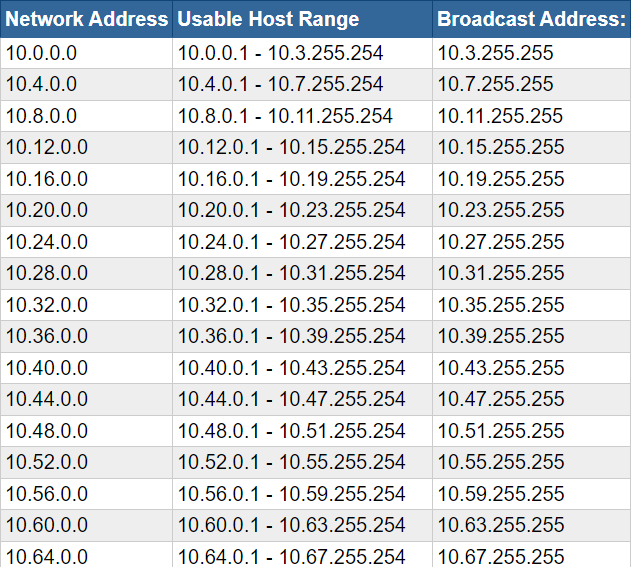 Network Address Usable Host Range Broadcast Address:
10.0.0.0 10.0.0.1 - 10.3.255.254 10.3.255.255
10.4.0.0 10.4.0.1 - 10.7.255.254 10.7.255.255
10.8.0.0 10.8.0.1 - 10.11.255.254 10.11.255.255
10.12.0.0 10.12.0.1 - 10.15.255.254 10.15.255.255
10.16.0.0 10.16.0.1 - 10.19.255.254 10.19.255.255
10.20.0.0 10.20.0.1 - 10.23.255.254 10.23.255.255
10.24.0.0 10.24.0.1 - 10.27.255.254 10.27.255.255
10.28.0.0 10.28.0.1 - 10.31.255.254 10.31.255.255
10.32.0.0 10.32.0.1 - 10.35.255.254 10.35.255.255
10.36.0.0 10.36.0.1 - 10.39.255.254 10.39.255.255
10.40.0.0 10.40.0.1 - 10.43.255.254 10.43.255.255
10.44.0.0 10.44.0.1 - 10.47.255.254 10.47.255.255
10.48.0.0 10.48.0.1 - 10.51.255.254 10.51.255.255
10.52.0.0 10.52.0.1 - 10.55.255.254 10.55.255.255
10.56.0.0 10.56.0.1 - 10.59.255.254 10.59.255.255
10.60.0.0 10.60.0.1 - 10.63.255.254 10.63.255.255
10.64.0.0 10.64.0.1 - 10.67.255.254 10.67.255.255